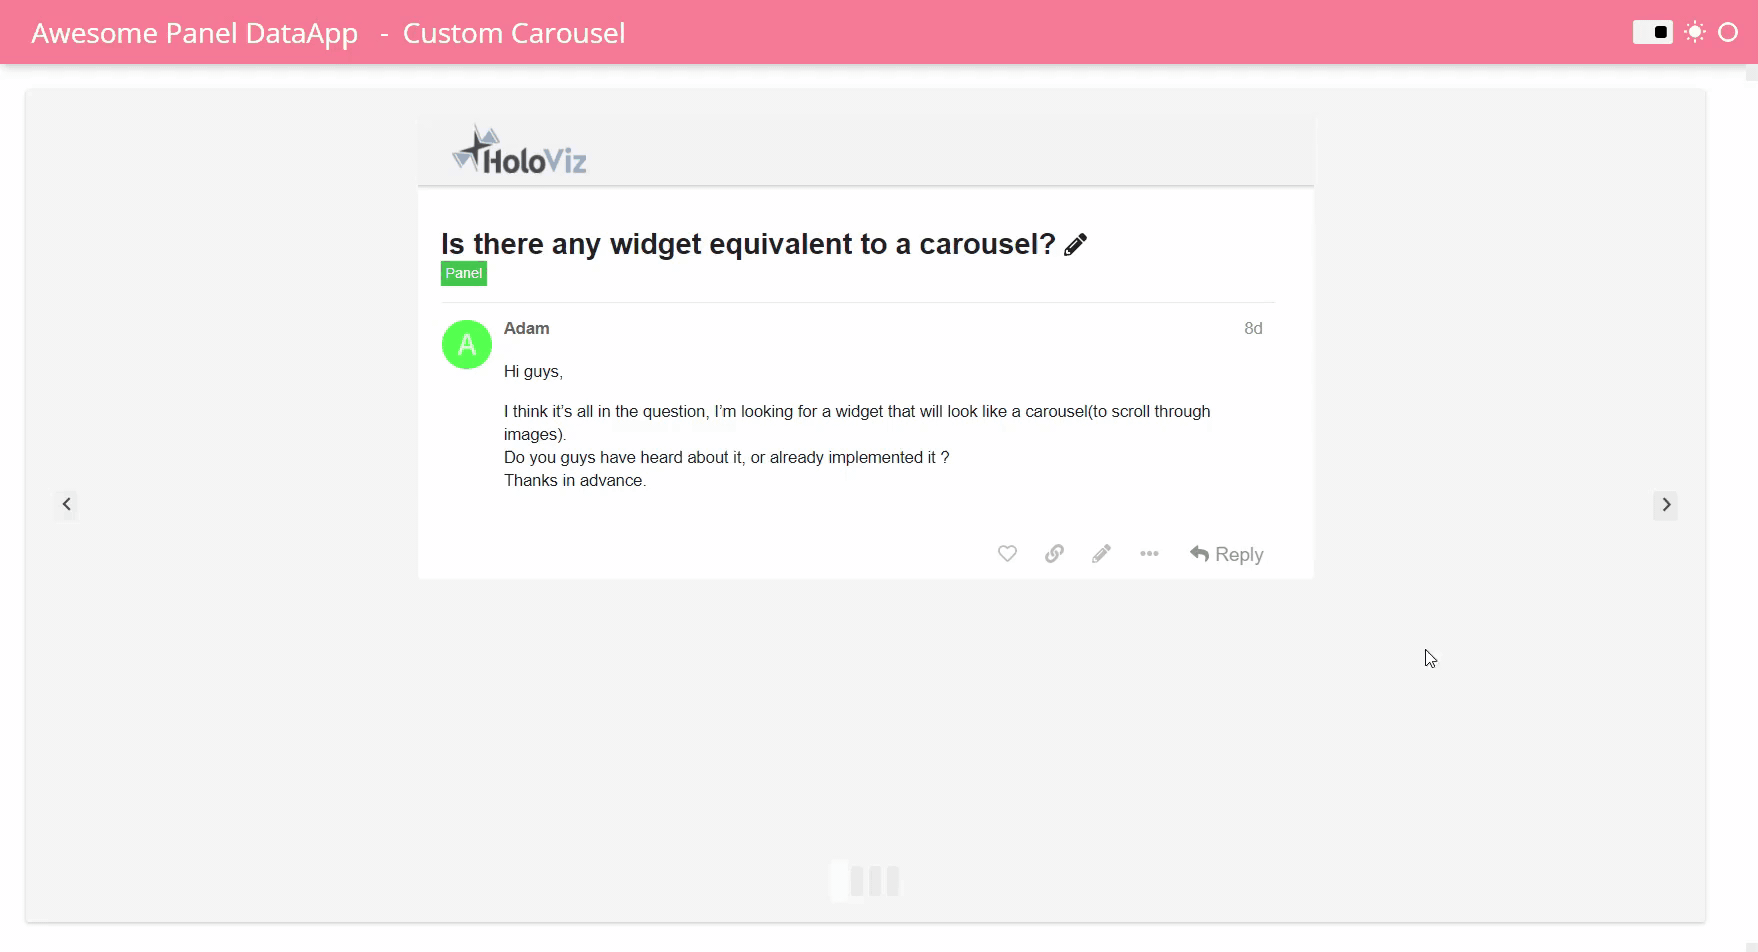 Awesome Panel DataApp - Custom Carousel
HoloViz
Is there any widget equivalent to a carousel?
Panel
A
Adam
8d
Hi guys,
I think it’s all in the question, I’m looking for a widget that will look like a carousel(to scroll through
images).
Do you guys have heard about it, or already implemented it ?
Thanks in advance.
Reply